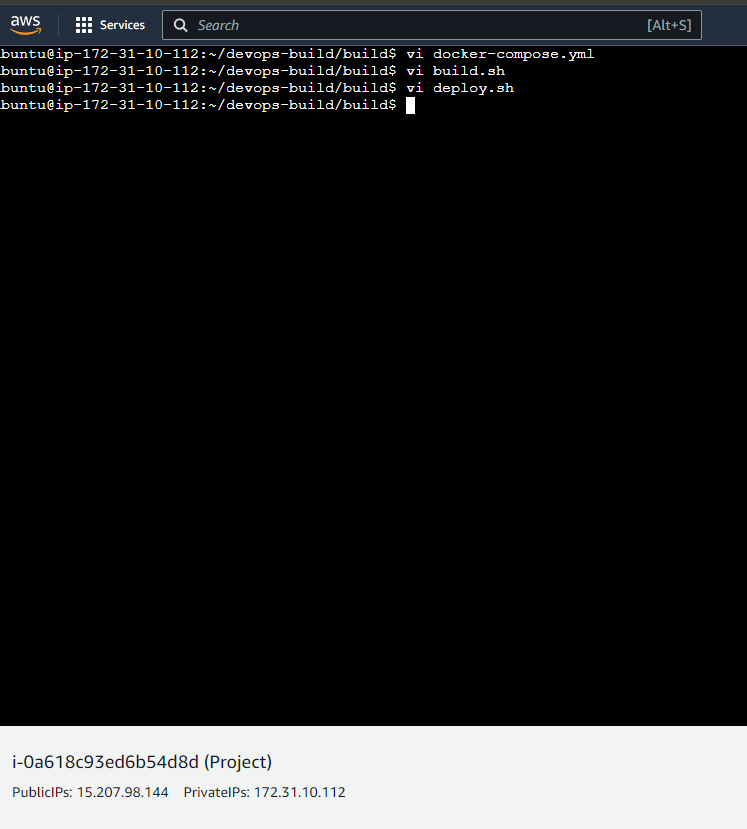 aws
Services
Search
[Alt+S]
buntu@ip-172-31-10-112:~/devops-build/build$ vi docker-compose.yml
buntu@ip-172-31-10-112:~/devops-build/build$ vi build.sh
buntu@ip-172-31-10-112:~/devops-build/build$ vi deploy.sh
buntu@ip-172-31-10-112:~/devops-build/build$
i-0a618c93ed6b54d8d (Project)
PublicIPs: 15.207.98.144 PrivateIPs: 172.31.10.112